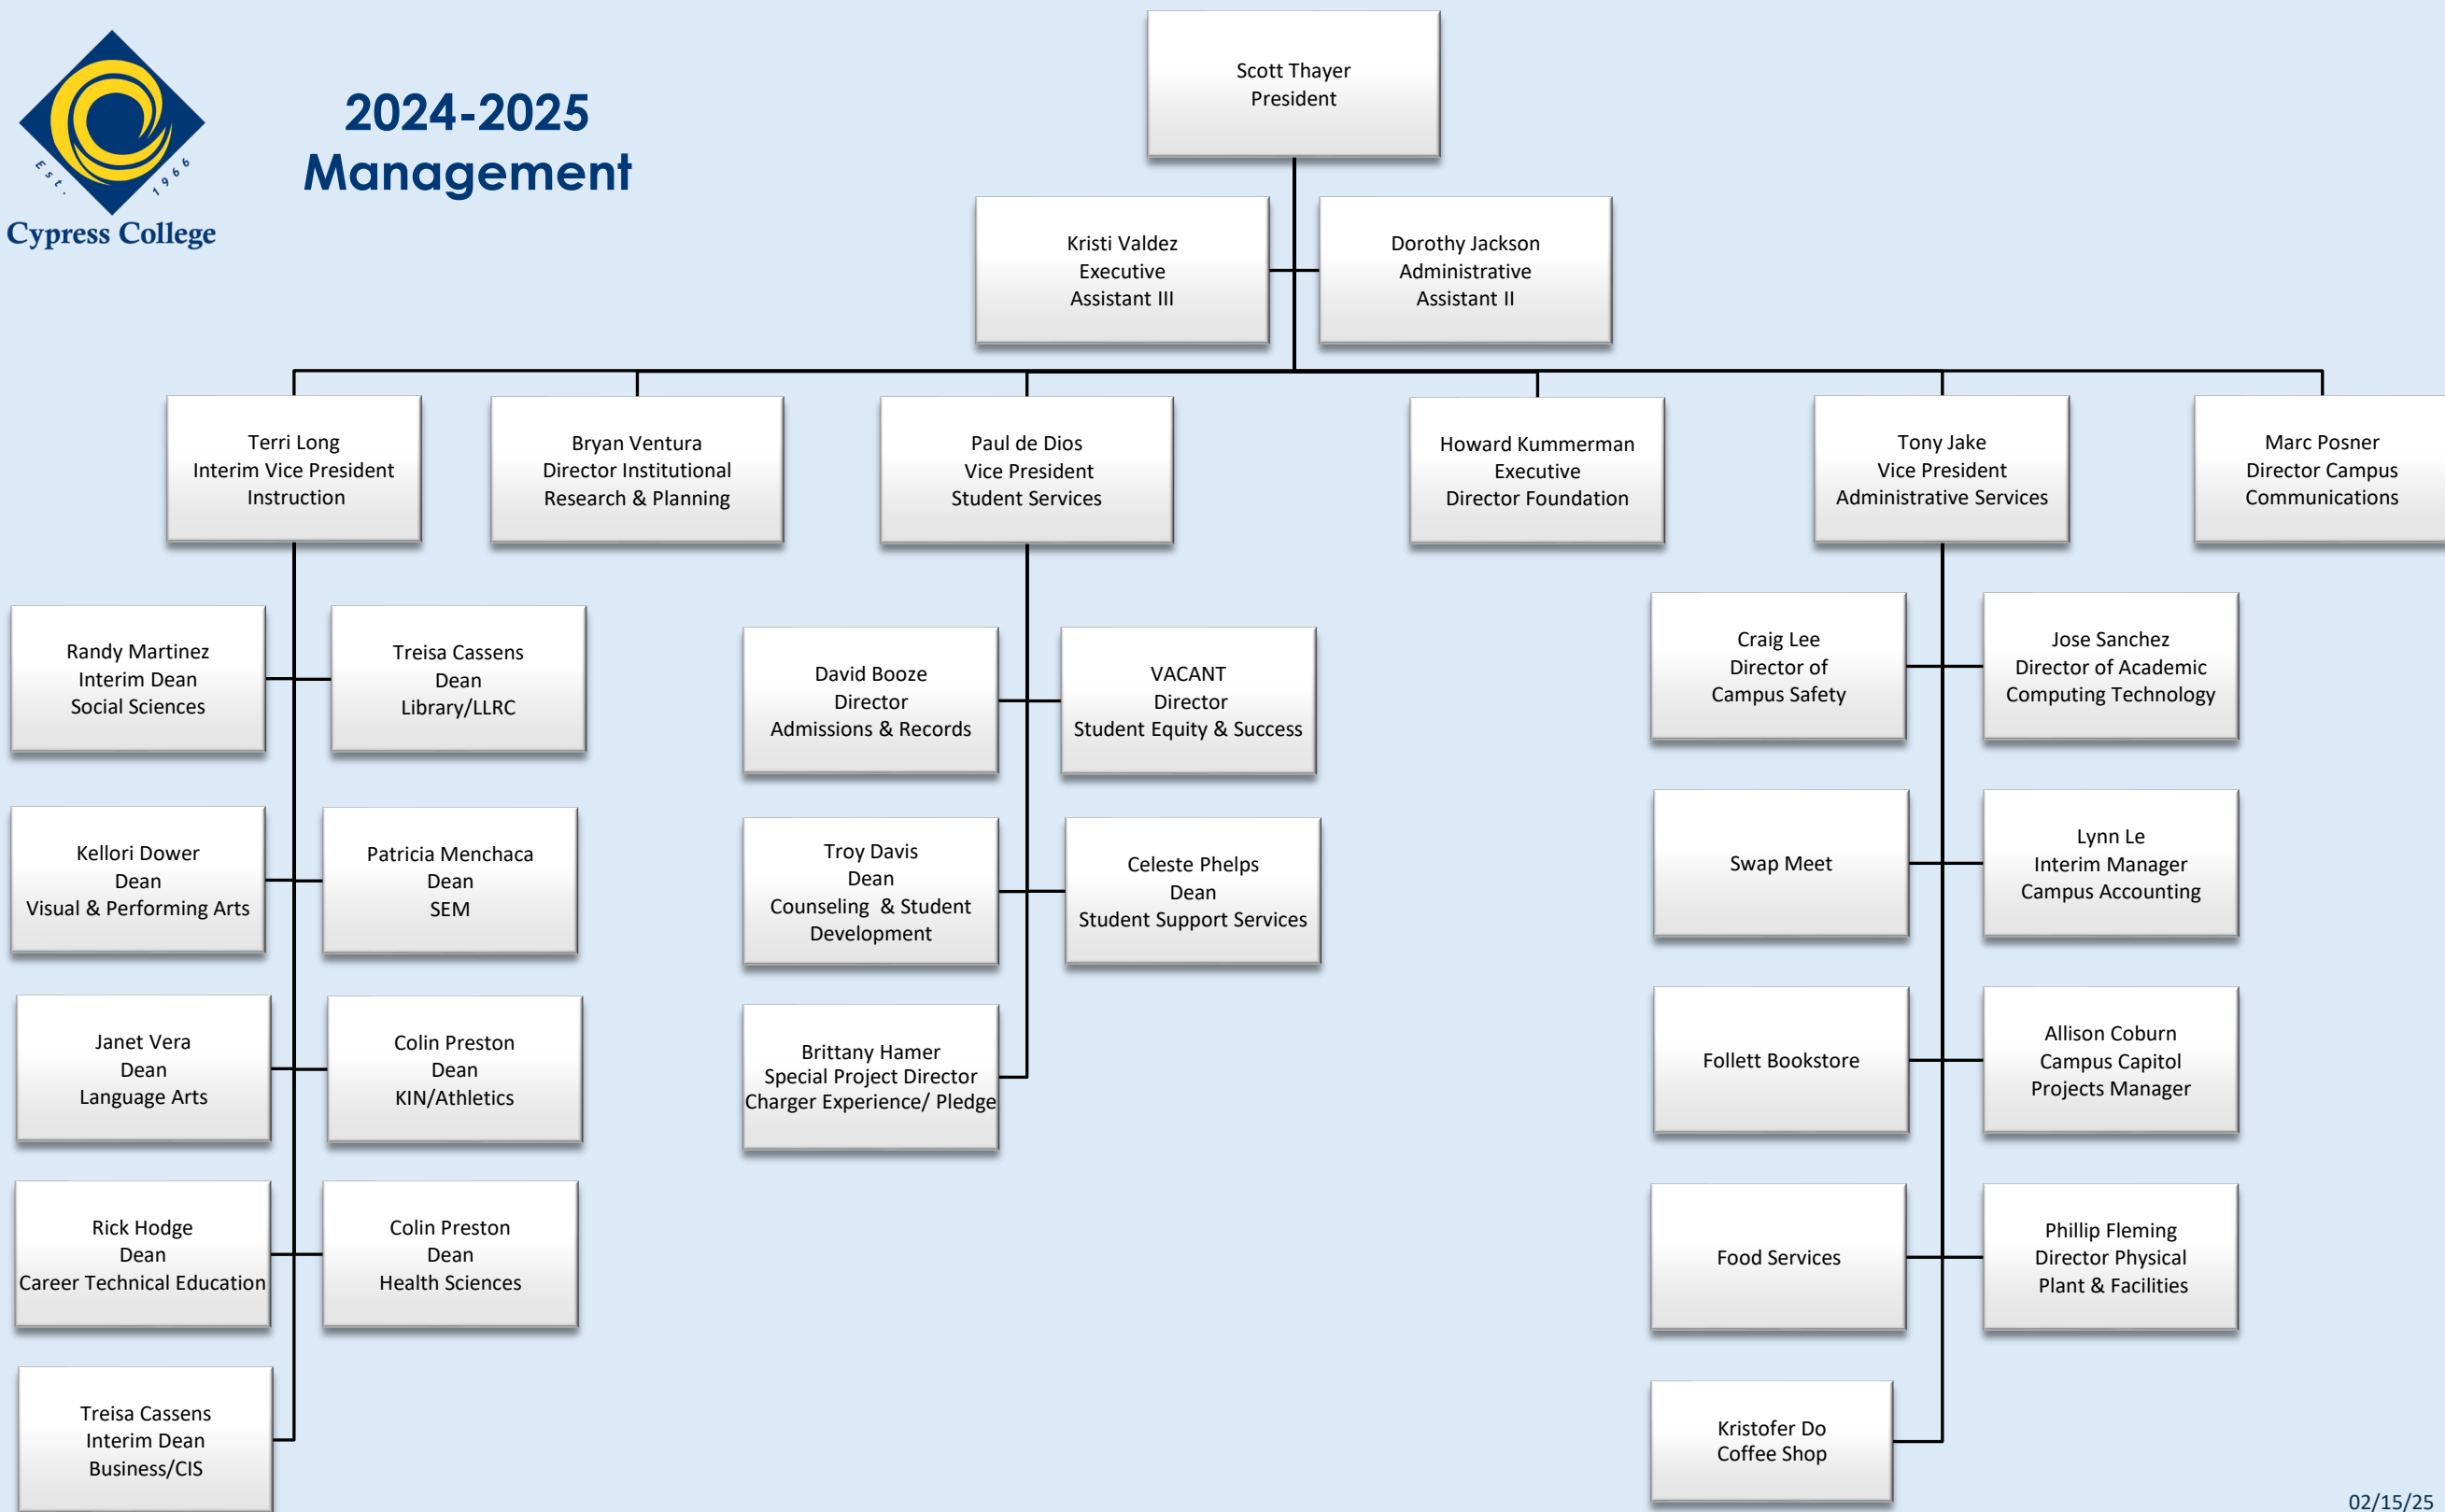 Est. 1966
Cypress College
2024-2025
Management
Scott Thayer
President
Kristi Valdez
Executive
Assistant III
Dorothy Jackson
Administrative
Assistant II
Terri Long
Interim Vice President
Instruction
Bryan Ventura
Director Institutional
Research & Planning
Paul de Dios
Vice President
Student Services
Howard Kummerman
Executive
Director Foundation
Tony Jake
Vice President
Administrative Services
Marc Posner
Director Campus
Communications
Randy Martinez
Interim Dean
Social Sciences
Treisa Cassens
Dean
Library/LLRC
Kellori Dower
Dean
Visual & Performing Arts
Patricia Menchaca
Dean
SEM
Janet Vera
Dean
Language Arts
Colin Preston
Dean
KIN/Athletics
Rick Hodge
Dean
Career Technical Education
Colin Preston
Dean
Health Sciences
Treisa Cassens
Interim Dean
Business/CIS
David Booze
Director
Admissions & Records
VACANT
Director
Student Equity & Success
Troy Davis
Dean
Counseling & Student
Development
Celeste Phelps
Dean
Student Support Services
Brittany Hamer
Special Project Director
Charger Experience/ Pledge
Craig Lee
Director of
Campus Safety
Jose Sanchez
Director of Academic
Computing Technology
Swap Meet
Lynn Le
Interim Manager
Campus Accounting
Follett Bookstore
Allison Coburn
Campus Capitol
Projects Manager
Food Services
Phillip Fleming
Director Physical
Plant & Facilities
Kristofer Do
Coffee Shop
02/15/25